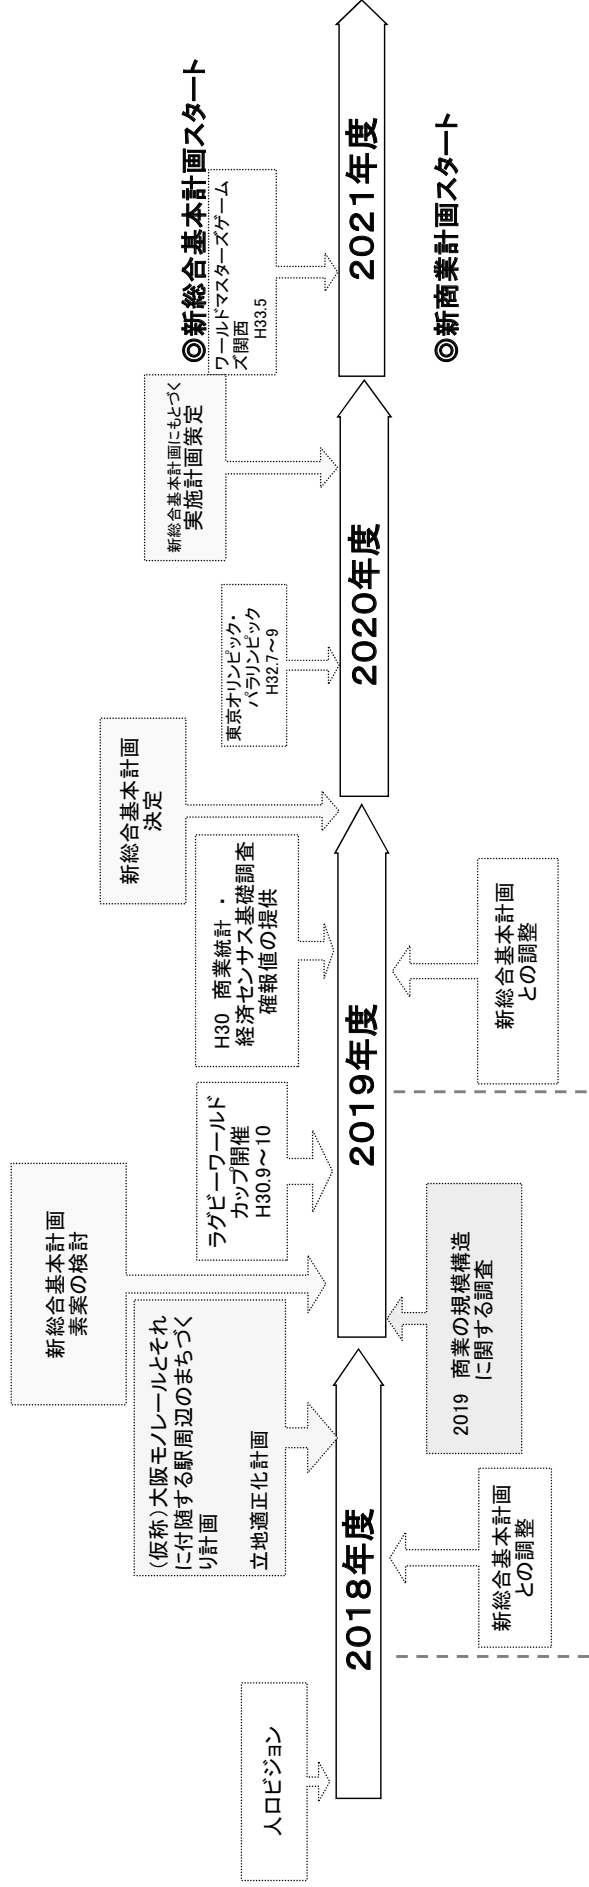 人口ビジョン
(仮称)大阪モノレールとそれ
に付随する駅周辺のまちづく
り計画
立地適正化計画
新総合基本計画
素案の検討
ラグビーワールド
カップ開催
H30.9～10
H30 商業統計・
経済センサス基礎調査
確報値の提供
新総合基本計画
決定
東京オリンピック・
パラリンピック
H32.7～9
新総合基本計画にもとづく
実施計画策定
◎新総合基本計画スタート
ワールドマスターズゲーム
ズ関西
H33.5
2018年度
2019年度
2020年度
2021年度
新総合基本計画
との調整
2019 商業の規模構造
に関する調査
新総合基本計画
との調整
◎新商業計画スタート